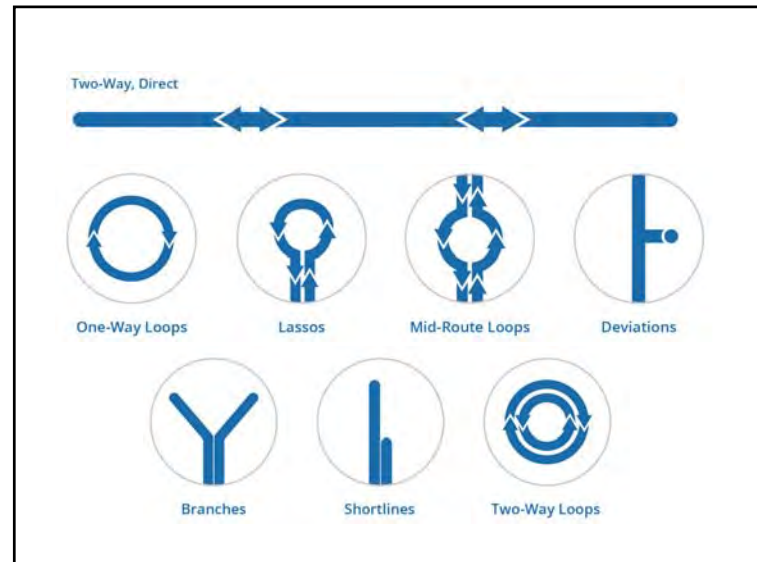 Two-Way, Direct
One-Way Loops
Lassos
Mid-Route Loops
Deviations
Branches
Shortlines
Two-Way Loops